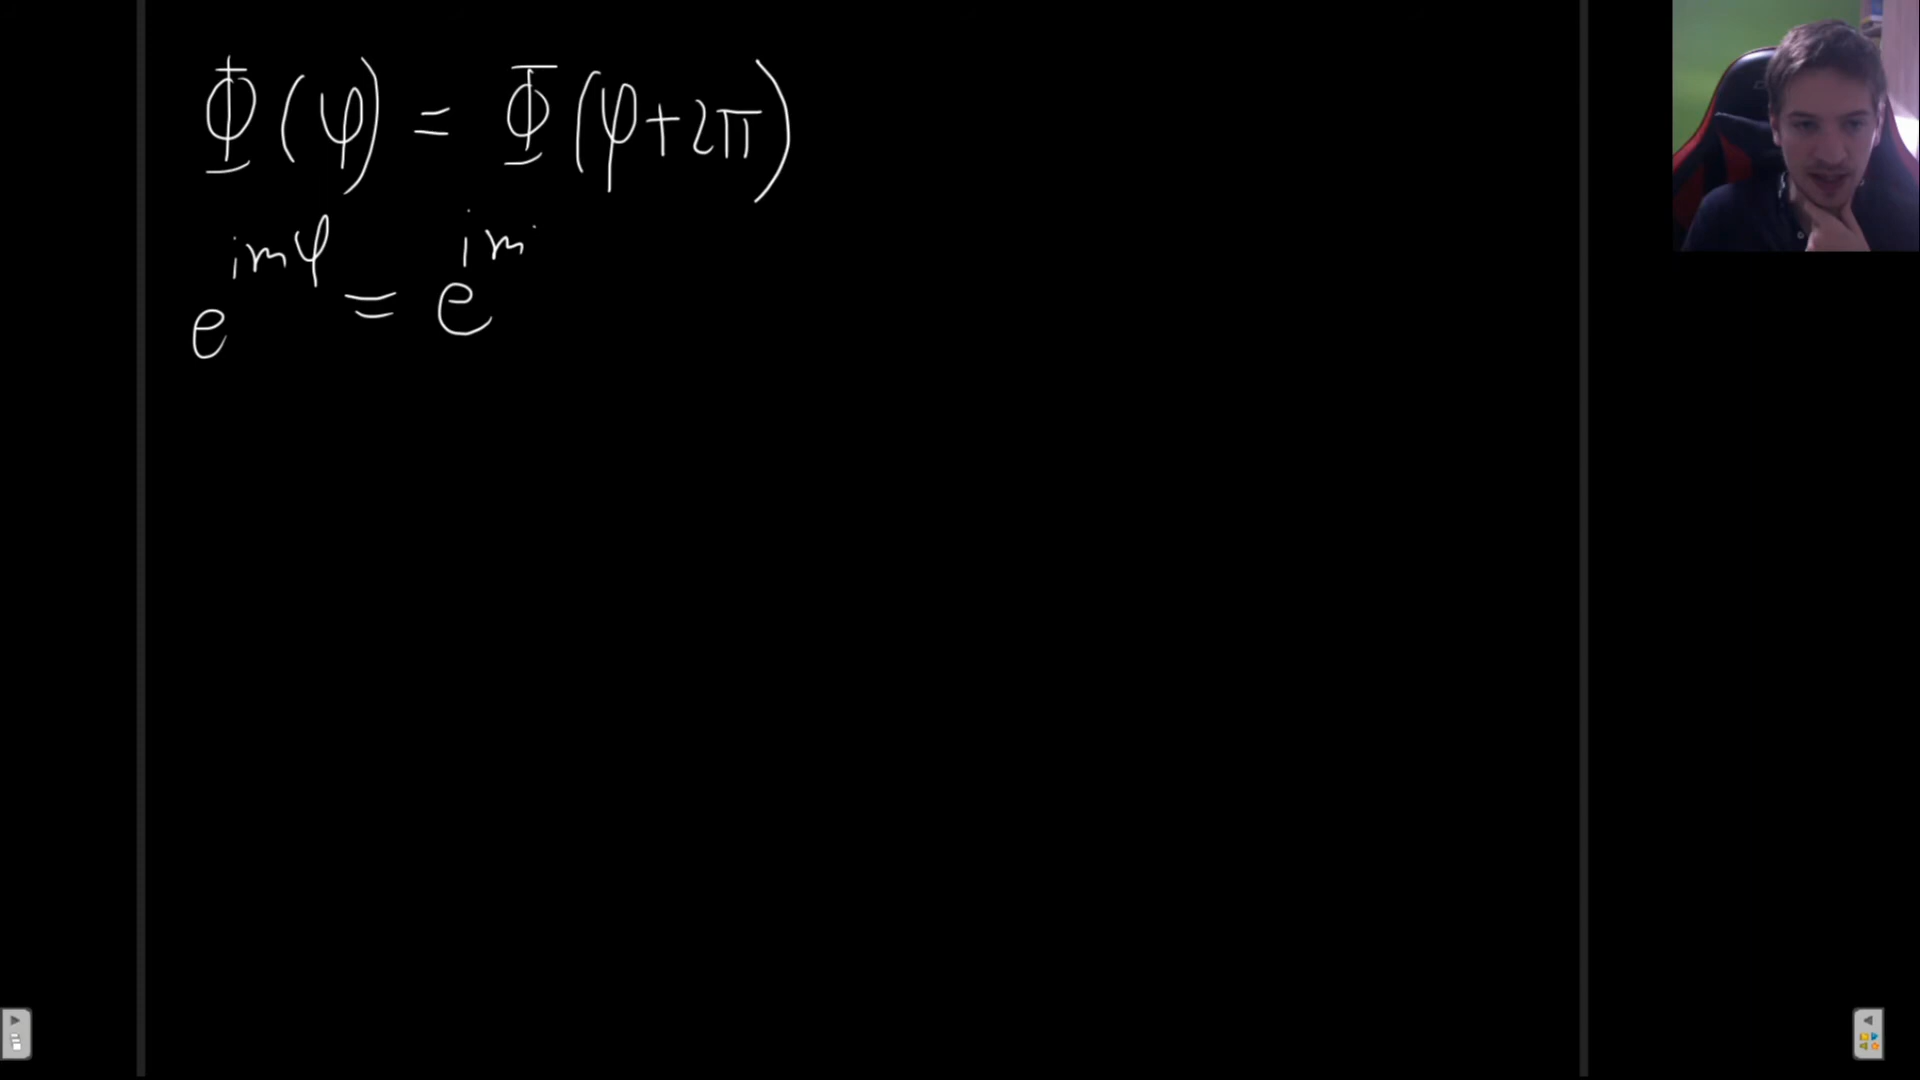 Φ(φ) = Φ(φ+2π)
e^{imφ} = e^{im}